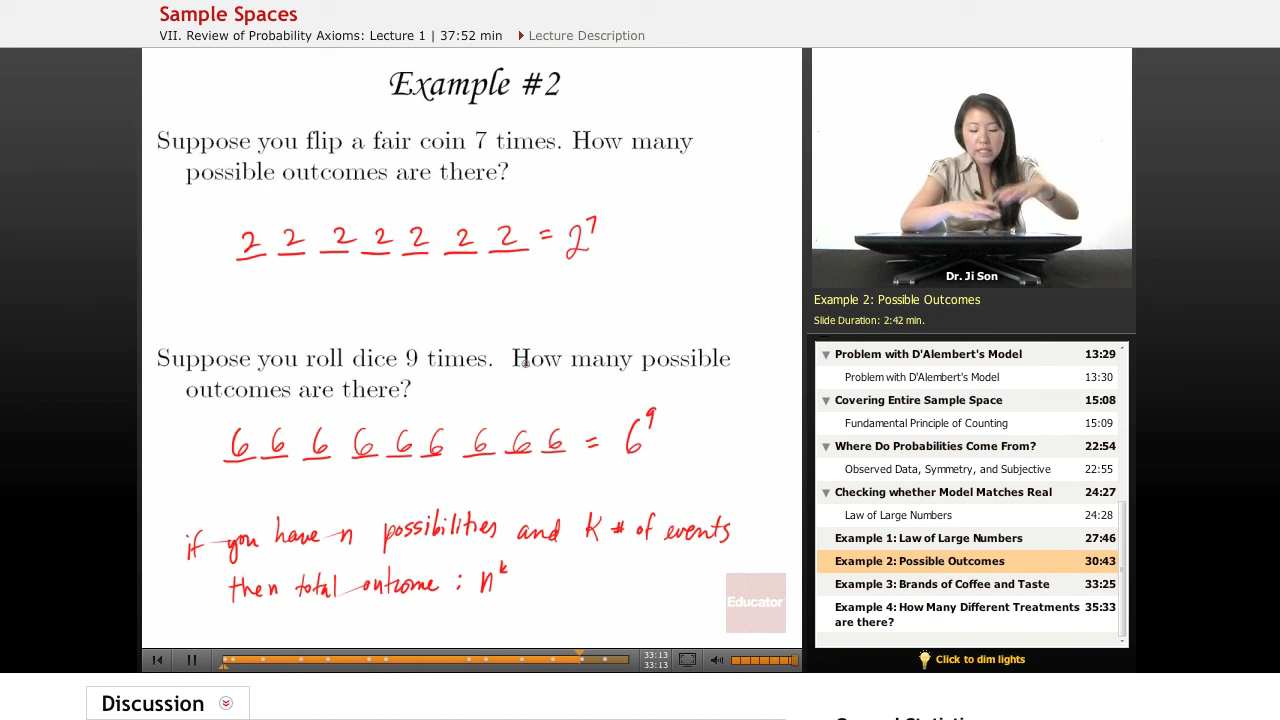 Sample Spaces
VII. Review of Probability Axioms: Lecture 1 | 37:52 min
Lecture Description
Example #2
Suppose you flip a fair coin 7 times. How many
possible outcomes are there?
2 2 2 2 2 2 2 = 2⁷
Suppose you roll dice 9 times. How many possible
outcomes are there?
6 6 6 6 6 6 6 6 6 = 6⁹
if you have n possibilities and k # of events
then total outcome : nᵏ
Educator
33:13
33:13
Dr. Ji Son
Example 2: Possible Outcomes
Slide Duration: 2:42 min.
Problem with D'Alembert's Model 13:29
Problem with D'Alembert's Model 13:30
Covering Entire Sample Space 15:08
Fundamental Principle of Counting 15:09
Where Do Probabilities Come From? 22:54
Observed Data, Symmetry, and Subjective 22:55
Checking whether Model Matches Real 24:27
Law of Large Numbers 24:28
Example 1: Law of Large Numbers 27:46
Example 2: Possible Outcomes 30:43
Example 3: Brands of Coffee and Taste 33:25
Example 4: How Many Different Treatments 35:33
are there?
Click to dim lights
Discussion